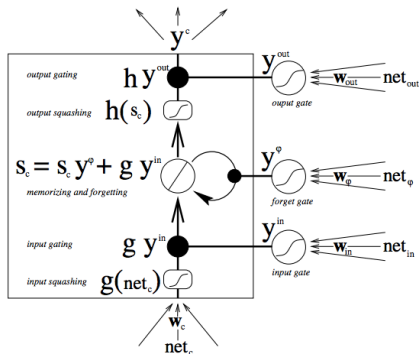 y^c
output gating
h y^out
y^out
w_out
net_out
ouput gate
output squashing
h(s_c)
s_c = s_c y^φ + g y^in
memorizing and forgetting
y^φ
w_φ
net_φ
forget gate
input gating
g y^in
y^in
w_in
net_in
input gate
input squashing
g(net_c)
w_c
net_c